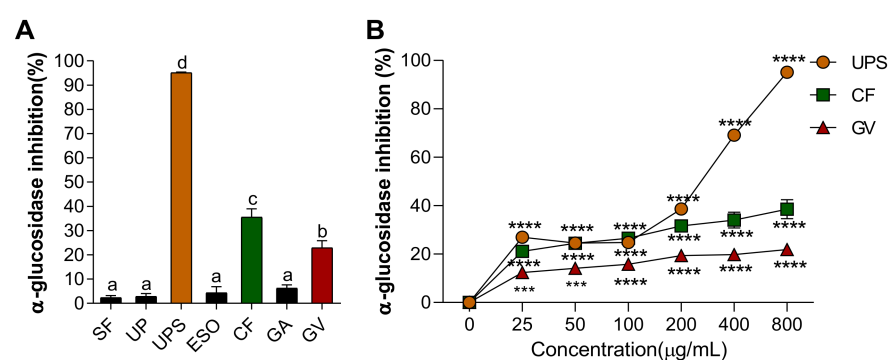 A
α-glucosidase inhibition(%)
100
90
80
70
60
50
40
30
20
10
0
a
a
d
a
c
a
b
SF
UP
UPS
ESO
CF
GA
GV
B
α-glucosidase inhibition (%)
100
80
60
40
20
0
****
****
****
****
****
****
****
****
****
****
****
****
****
***
***
****
****
****
****
0
25
50
100
200
400
800
Concentration(μg/mL)
UPS
CF
GV